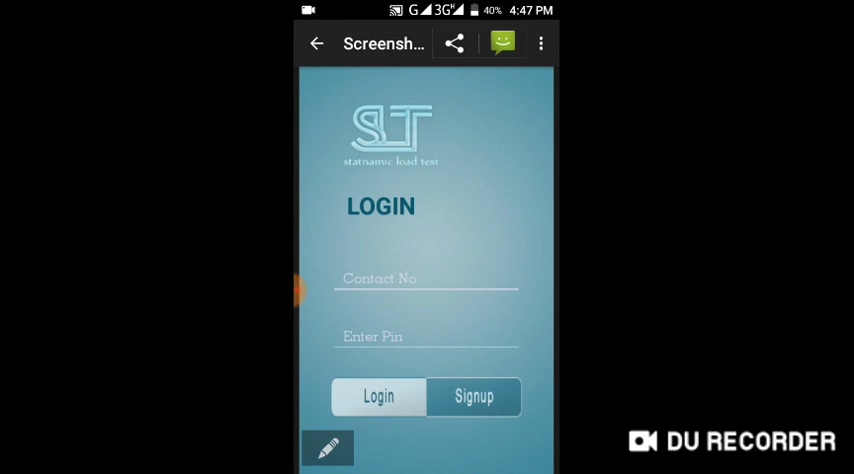 G 3G H 40% 4:47 PM
Screensh...
SLT
statnamic load test
LOGIN
Contact No
Enter Pin
Login Signup
DU RECORDER